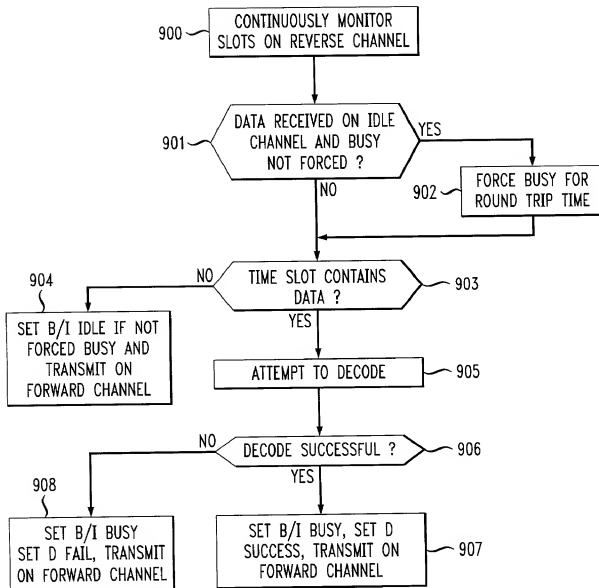 900
CONTINUOUSLY MONITOR
SLOTS ON REVERSE CHANNEL
901
DATA RECEIVED ON IDLE
CHANNEL AND BUSY
NOT FORCED ?
YES
NO
902
FORCE BUSY FOR
ROUND TRIP TIME
TIME SLOT CONTAINS
DATA ?
903
NO
YES
904
SET B/I IDLE IF NOT
FORCED BUSY AND
TRANSMIT ON
FORWARD CHANNEL
ATTEMPT TO DECODE
905
DECODE SUCCESSFUL ?
906
NO
YES
908
SET B/I BUSY
SET D FAIL, TRANSMIT
ON FORWARD CHANNEL
SET B/I BUSY, SET D
SUCCESS, TRANSMIT ON
FORWARD CHANNEL
907